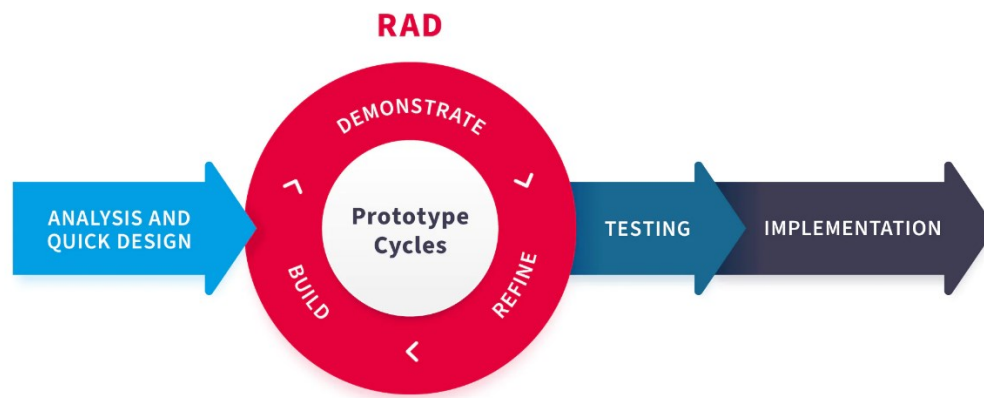 RAD
DEMONSTRATE
ANALYSIS AND
QUICK DESIGN
Prototype
Cycles
BUILD
REFINE
TESTING
IMPLEMENTATION